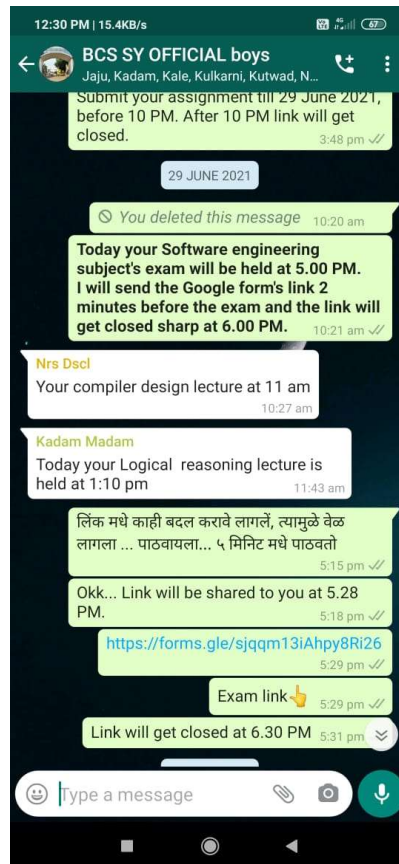 12:30 PM | 15.4KB/s
4G
67
BCS SY OFFICIAL boys
Jaju, Kadam, Kale, Kulkarni, Kutwad, N...
Submit your assignment till 29 June 2021,
before 10 PM. After 10 PM link will get
closed.
3:48 pm
29 JUNE 2021
You deleted this message 10:20 am
Today your Software engineering
subject's exam will be held at 5.00 PM.
I will send the Google form's link 2
minutes before the exam and the link will
get closed sharp at 6.00 PM. 10:21 am
Nrs Dscl
Your compiler design lecture at 11 am
10:27 am
Kadam Madam
Today your Logical reasoning lecture is
held at 1:10 pm 11:43 am
लिंक मधे काही बदल करावे लागलें, त्यामुळे वेळ
लागला ... पाठवायला... ५ मिनिट मधे पाठवतो
5:15 pm
Okk... Link will be shared to you at 5.28
PM. 5:18 pm
https://forms.gle/sjqqm13iAhpy8Ri26
5:29 pm
Exam link👆 5:29 pm
Link will get closed at 6.30 PM 5:31 pm
Type a message